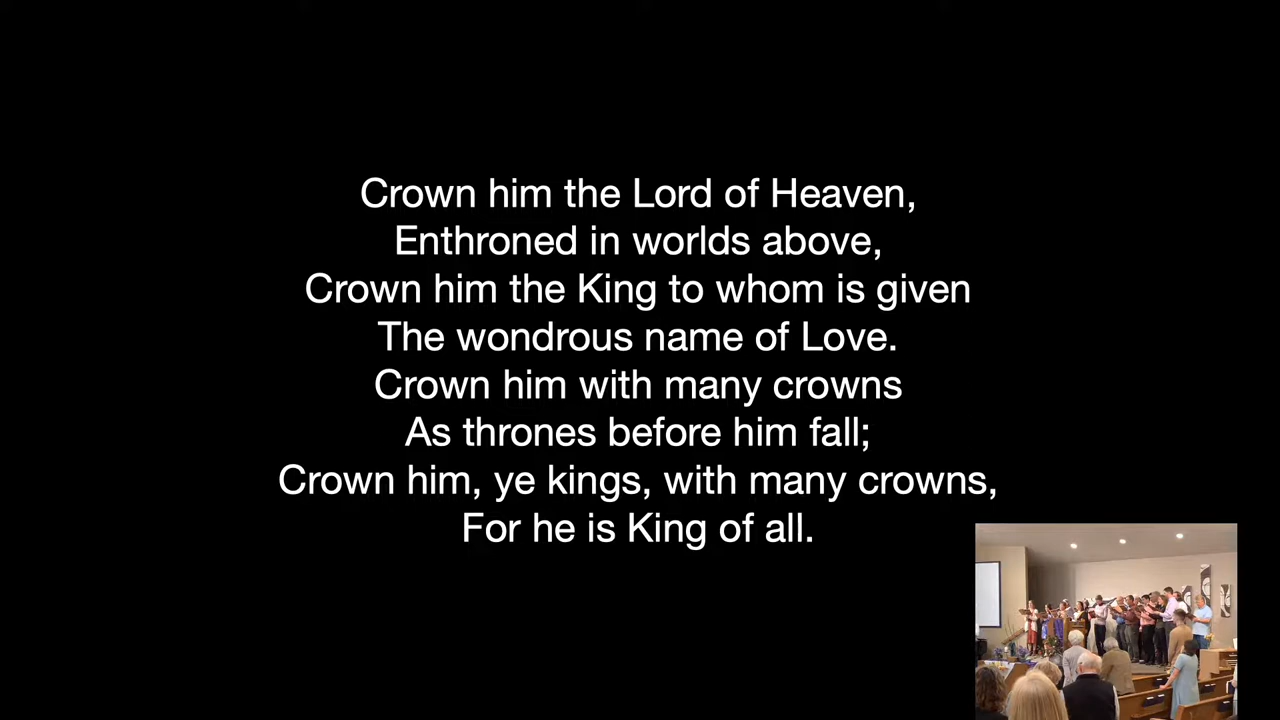 Crown him the Lord of Heaven,
Enthroned in worlds above,
Crown him the King to whom is given
The wondrous name of Love.
Crown him with many crowns
As thrones before him fall;
Crown him, ye kings, with many crowns,
For he is King of all.